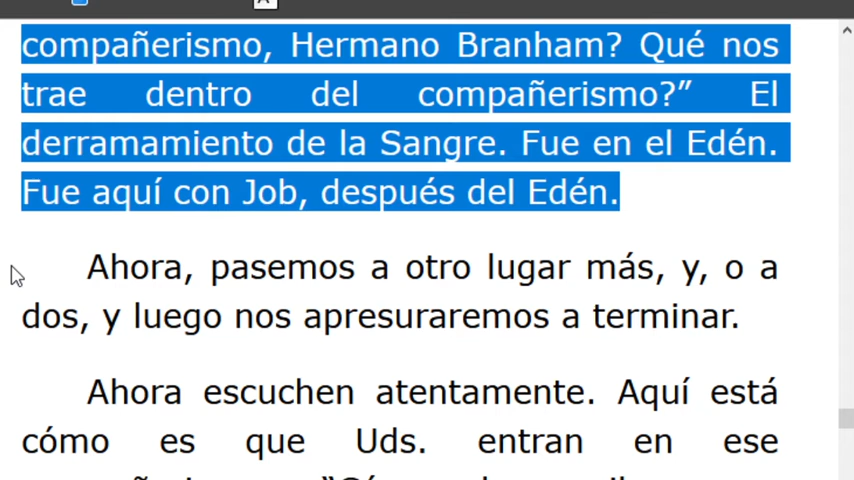 compañerismo, Hermano Branham? Qué nos
trae dentro del compañerismo?” El
derramamiento de la Sangre. Fue en el Edén.
Fue aquí con Job, después del Edén.
Ahora, pasemos a otro lugar más, y, o a
dos, y luego nos apresuraremos a terminar.
Ahora escuchen atentamente. Aquí está
cómo es que Uds. entran en ese